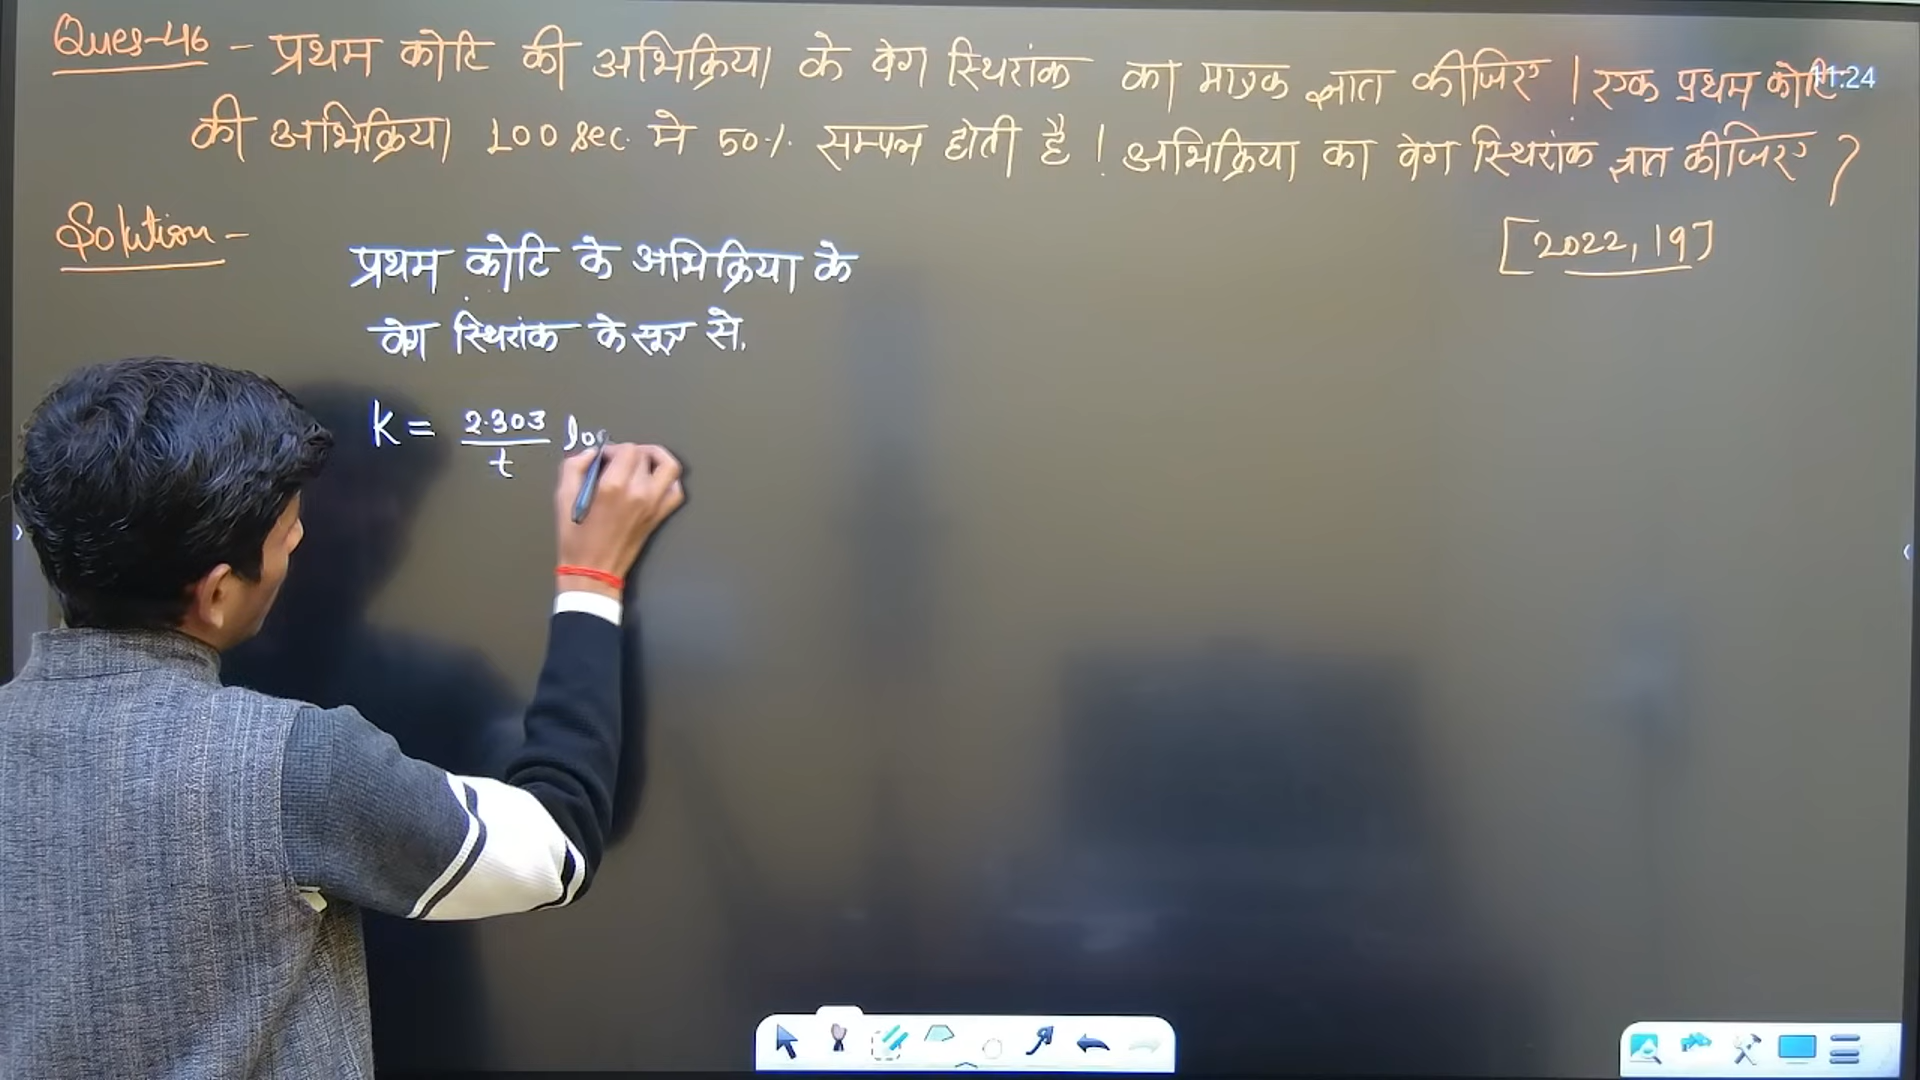 Ques-46 - प्रथम कोटि की अभिक्रिया के वेग स्थिरांक का मात्रक ज्ञात कीजिए । एक प्रथम कोटि
11:24
की अभिक्रिया 100 sec. मे 50% सम्पन्न होती है ! अभिक्रिया का वेग स्थिरांक ज्ञात कीजिए ?
[2022, 19]
Solution -
प्रथम कोटि के अभिक्रिया के
वेग स्थिरांक के सूत्र से,
k = 2.303/t lo